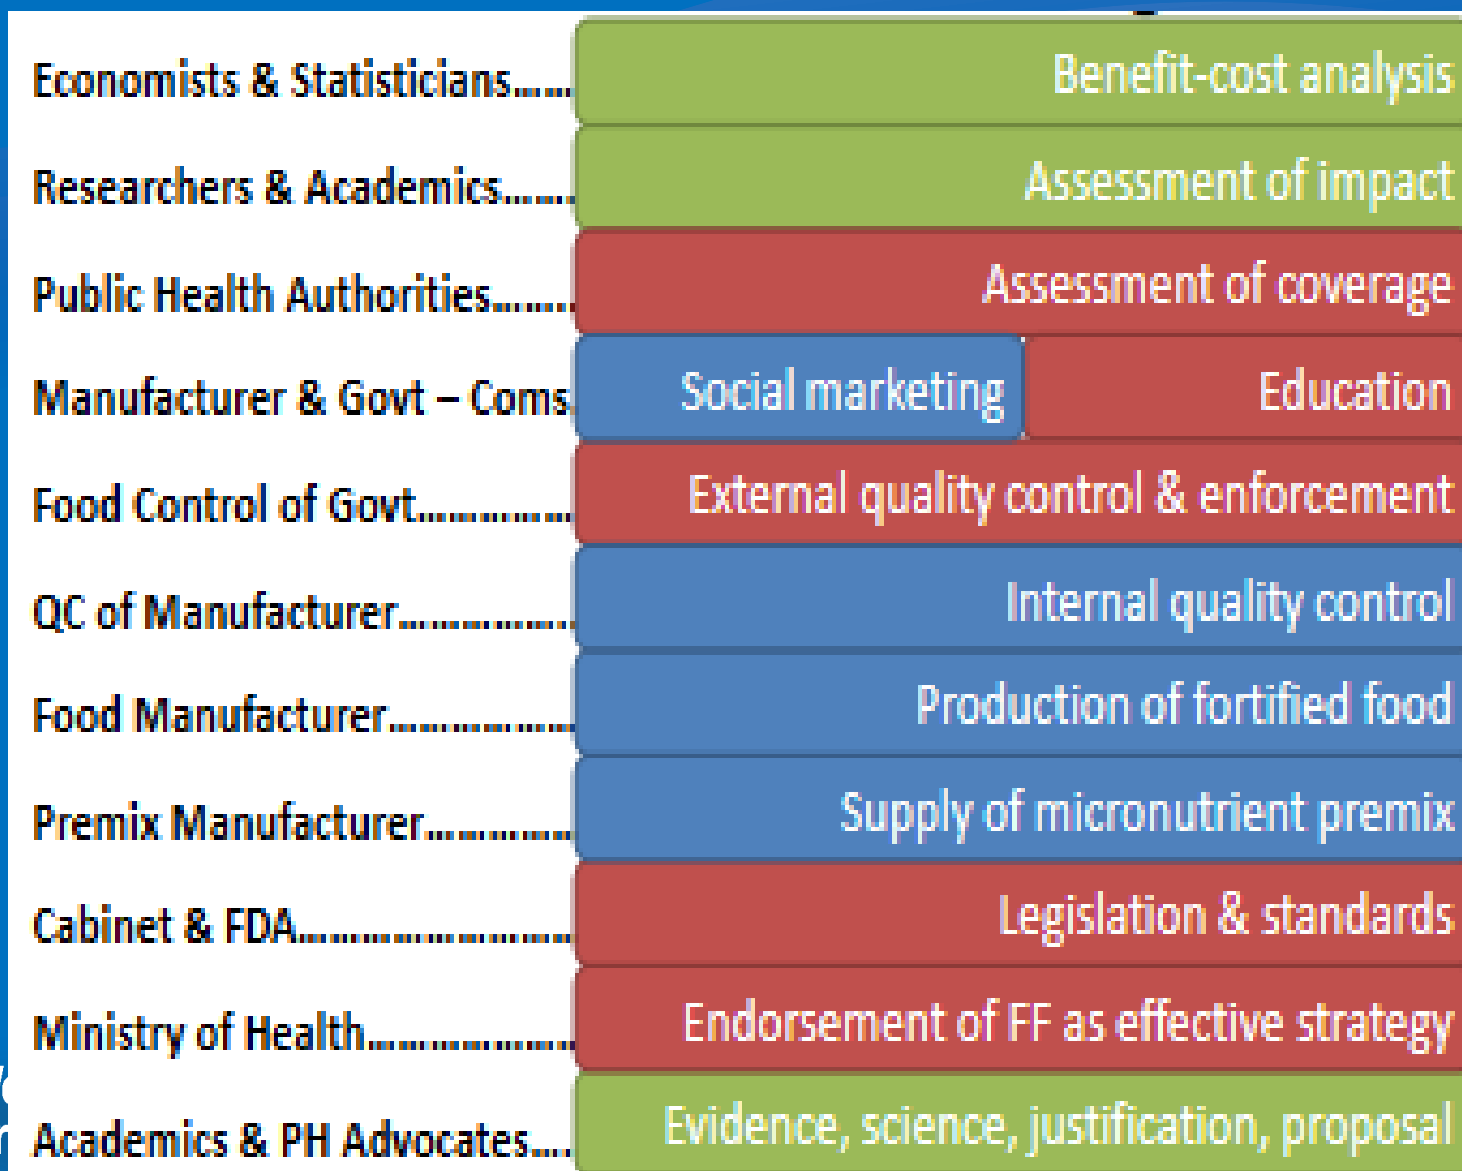 Economists & Statisticians...... Benefit-cost analysis
Researchers & Academics....... Assessment of impact
Public Health Authorities........ Assessment of coverage
Manufacturer & Govt – Coms. Social marketing Education
Food Control of Govt............... External quality control & enforcement
QC of Manufacturer................. Internal quality control
Food Manufacturer.................. Production of fortified food
Premix Manufacturer.............. Supply of micronutrient premix
Cabinet & FDA.......................... Legislation & standards
Ministry of Health.................... Endorsement of FF as effective strategy
Academics & PH Advocates..... Evidence, science, justification, proposal